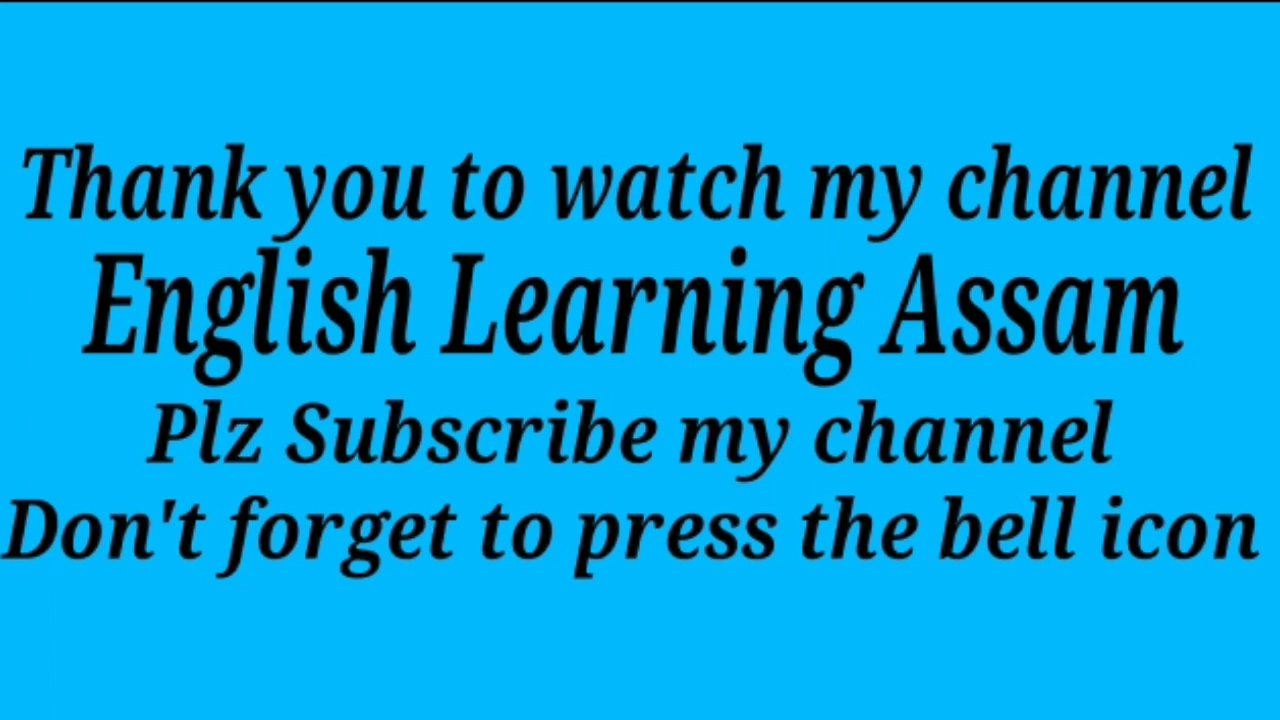 Thank you to watch my channel
English Learning Assam
Plz Subscribe my channel
Don't forget to press the bell icon